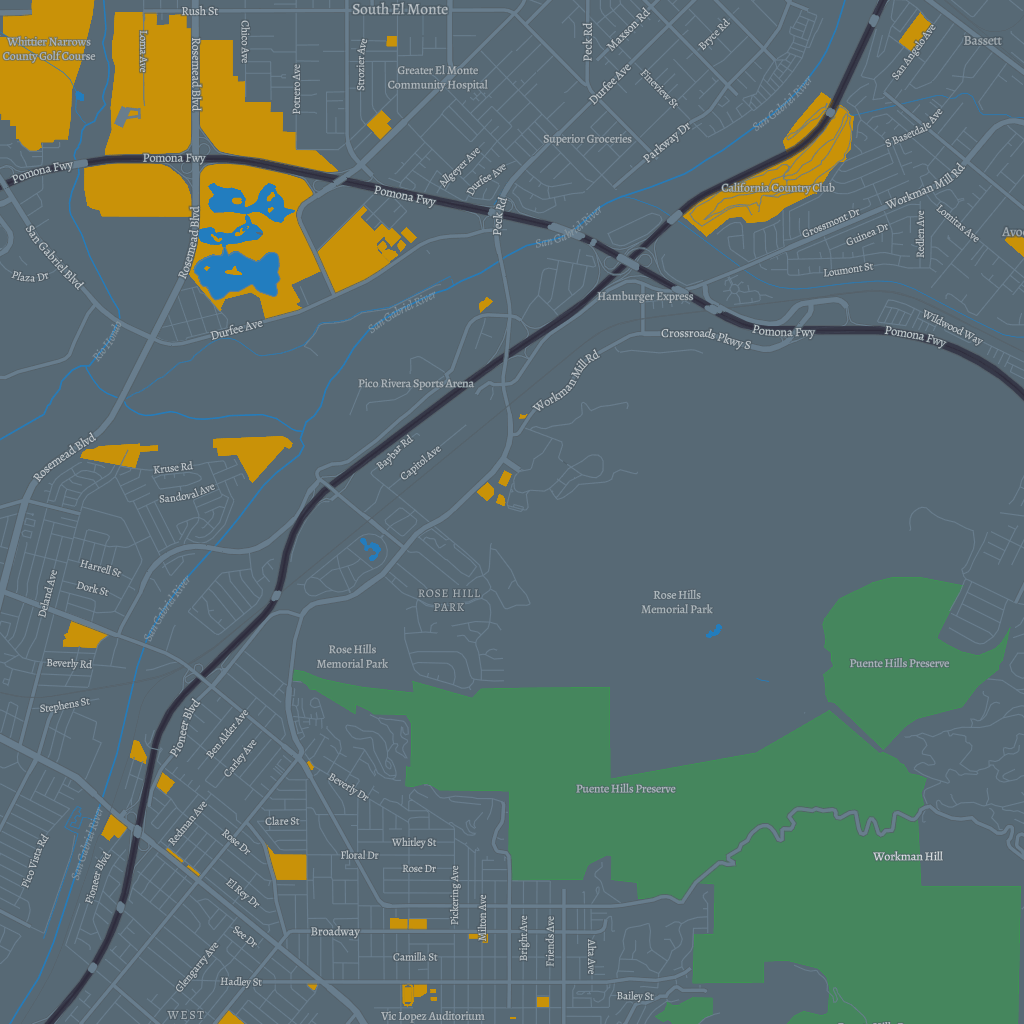 South El Monte
Rush St
Whittier Narrows
County Golf Course
Loma Ave
Rosemead Blvd
Chico Ave
Potrero Ave
Strozier Ave
Greater El Monte
Community Hospital
Peck Rd
Maxson Rd
Bryce Rd
Durfee Ave
Fineview St
San Angelo Ave
Bassett
San Gabriel River
Superior Groceries
Parkway Dr
S Basetdale Ave
Pomona Fwy
Pomona Fwy
Pomona Fwy
Allgeyer Ave
Durfee Ave
California Country Club
Workman Mill Rd
Grossmont Dr
Guinea Dr
Redlen Ave
Lomitas Ave
Avoc
Loumont St
Peck Rd
San Gabriel River
Rosemead Blvd
San Gabriel Blvd
Plaza Dr
Hamburger Express
San Gabriel River
Durfee Ave
Rio Hondo
Crossroads Pkwy S
Pomona Fwy
Pomona Fwy
Wildwood Way
Pico Rivera Sports Arena
Workman Mill Rd
Rosemead Blvd
Baybar Rd
Capitol Ave
Kruse Rd
Sandoval Ave
Harrell St
Dork St
Deland Ave
San Gabriel River
ROSE HILL
PARK
Rose Hills
Memorial Park
Rose Hills
Memorial Park
Puente Hills Preserve
Beverly Rd
Stephens St
Pioneer Blvd
Ben Alder Ave
Carley Ave
Beverly Dr
Puente Hills Preserve
Redman Ave
Clare St
Rose Dr
Whitley St
Floral Dr
Rose Dr
Workman Hill
Pico Vista Rd
San Gabriel River
Pioneer Blvd
El Rey Dr
Pickering Ave
Milton Ave
Bright Ave
Friends Ave
Alta Ave
See Dr
Broadway
Camilla St
Glengarry Ave
Hadley St
Bailey St
WEST
Vic Lopez Auditorium